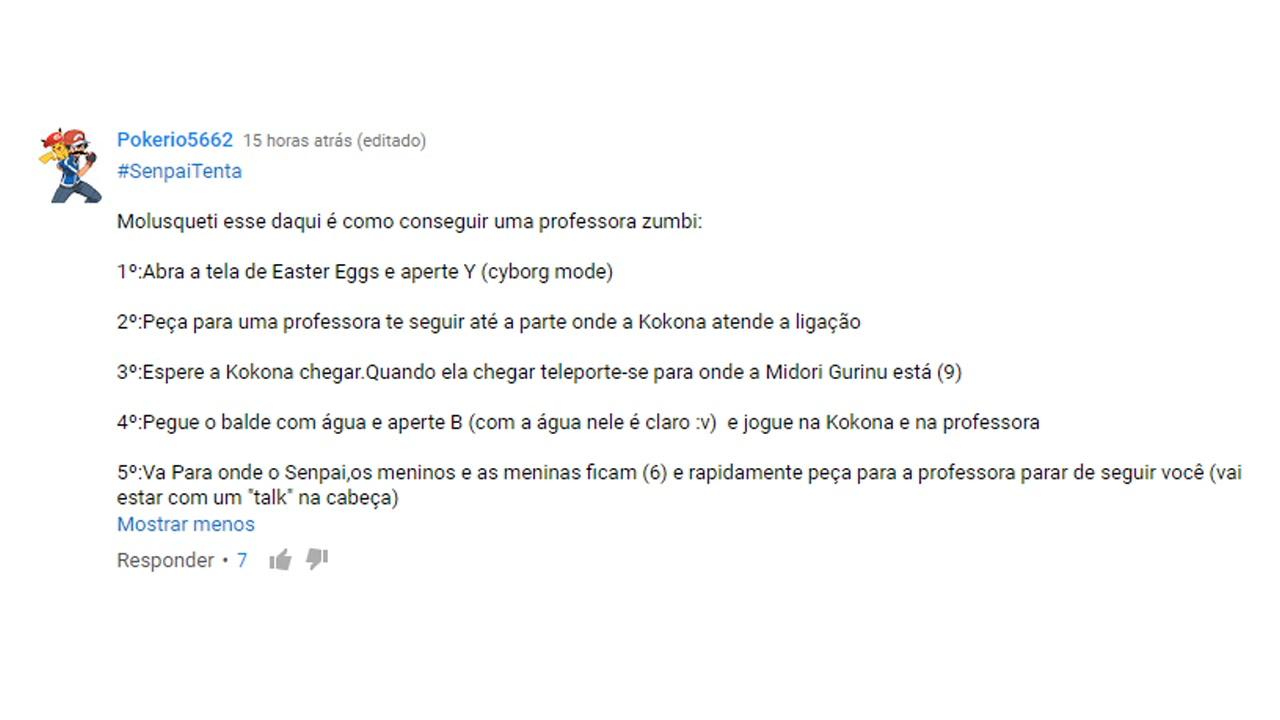 Pokerio5662 15 horas atrás (editado)
#SenpaiTenta
Molusqueti esse daqui é como conseguir uma professora zumbi:
1º:Abra a tela de Easter Eggs e aperte Y (cyborg mode)
2º:Peça para uma professora te seguir até a parte onde a Kokona atende a ligação
3º:Espere a Kokona chegar.Quando ela chegar teleporte-se para onde a Midori Gurinu está (9)
4º:Pegue o balde com água e aperte B (com a água nele é claro :v)  e jogue na Kokona e na professora
5º:Va Para onde o Senpai,os meninos e as meninas ficam (6) e rapidamente peça para a professora parar de seguir você (vai
estar com um "talk" na cabeça)
Mostrar menos
Responder • 7